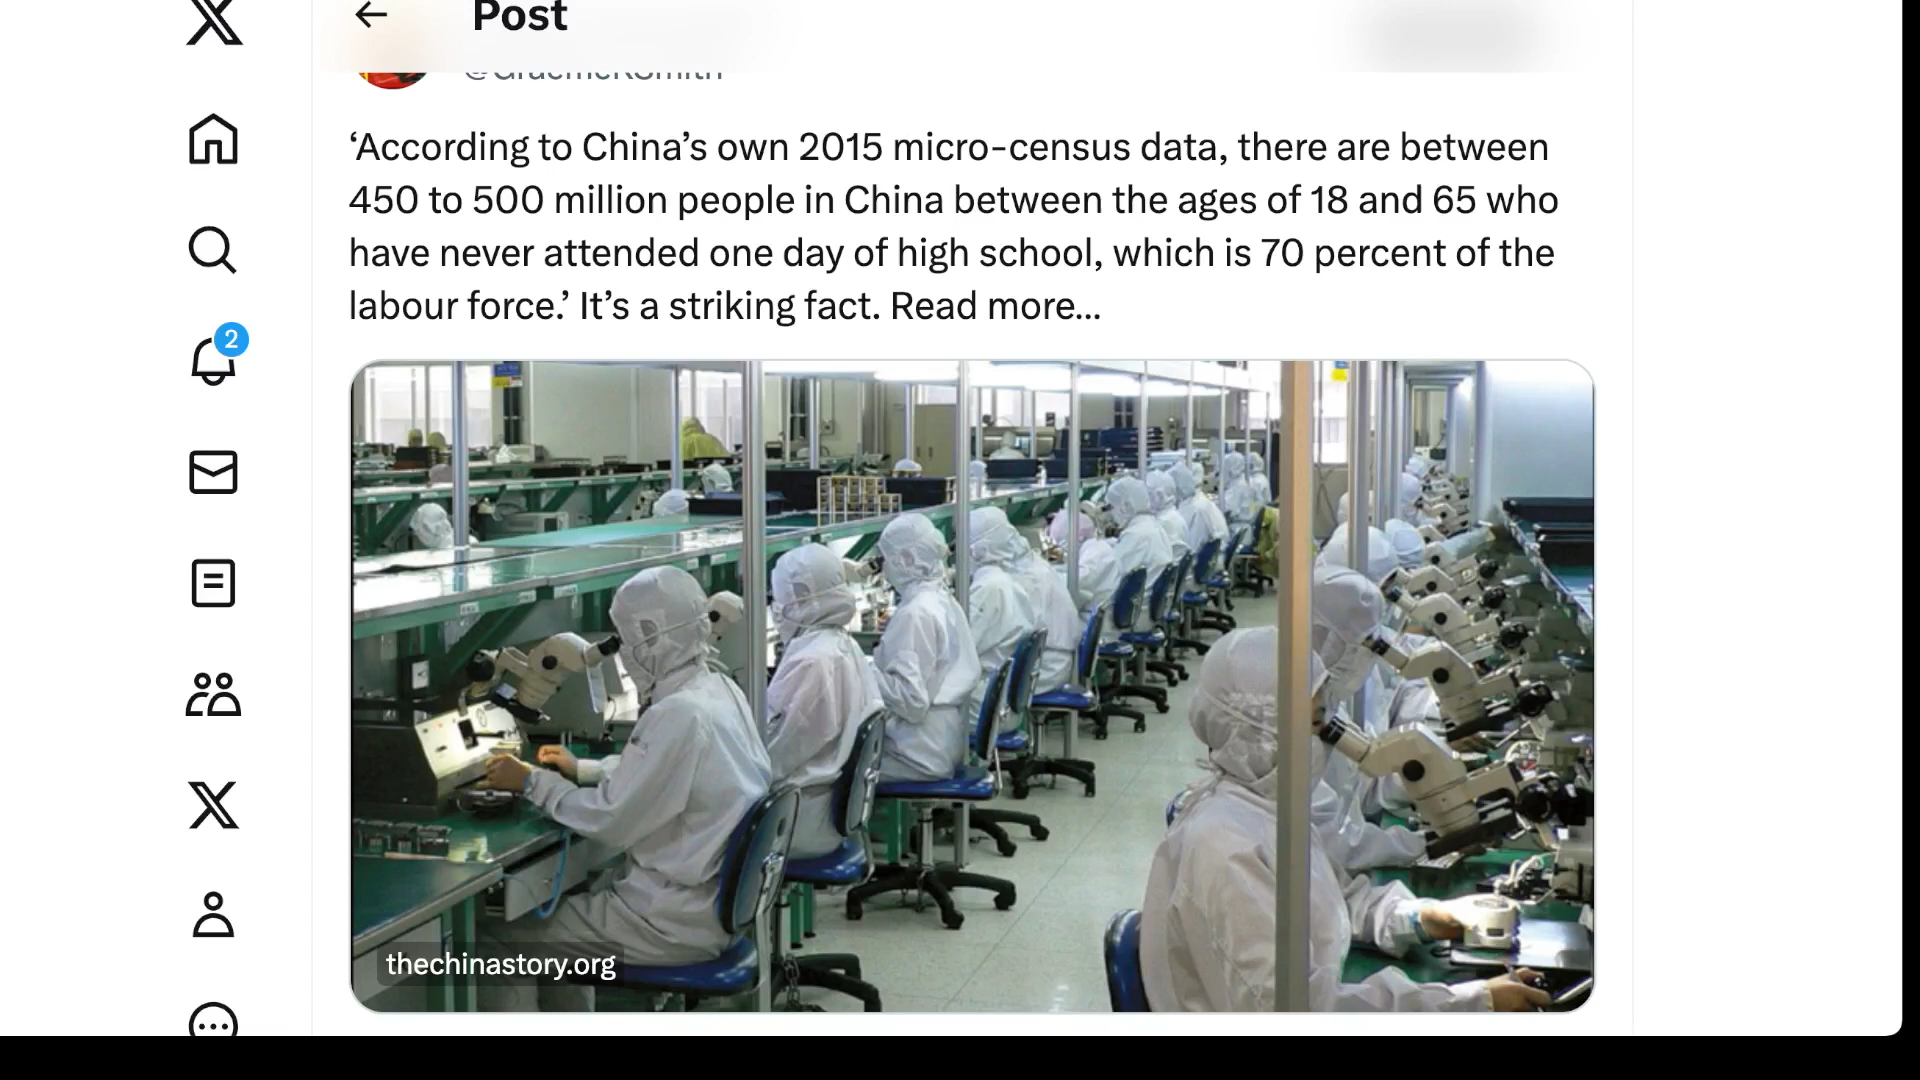 Post
@GraemeKSmith
‘According to China’s own 2015 micro-census data, there are between
450 to 500 million people in China between the ages of 18 and 65 who
have never attended one day of high school, which is 70 percent of the
labour force.’ It’s a striking fact. Read more...
2
thechinastory.org